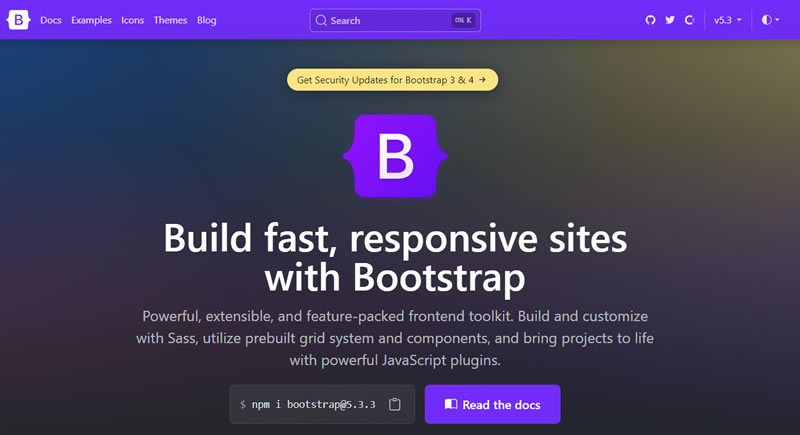 B Docs Examples Icons Themes Blog Search CTRL K v5.3
Get Security Updates for Bootstrap 3 & 4 →
B
Build fast, responsive sites
with Bootstrap
Powerful, extensible, and feature-packed frontend toolkit. Build and customize
with Sass, utilize prebuilt grid system and components, and bring projects to life
with powerful JavaScript plugins.
$ npm i bootstrap@5.3.3 Read the docs